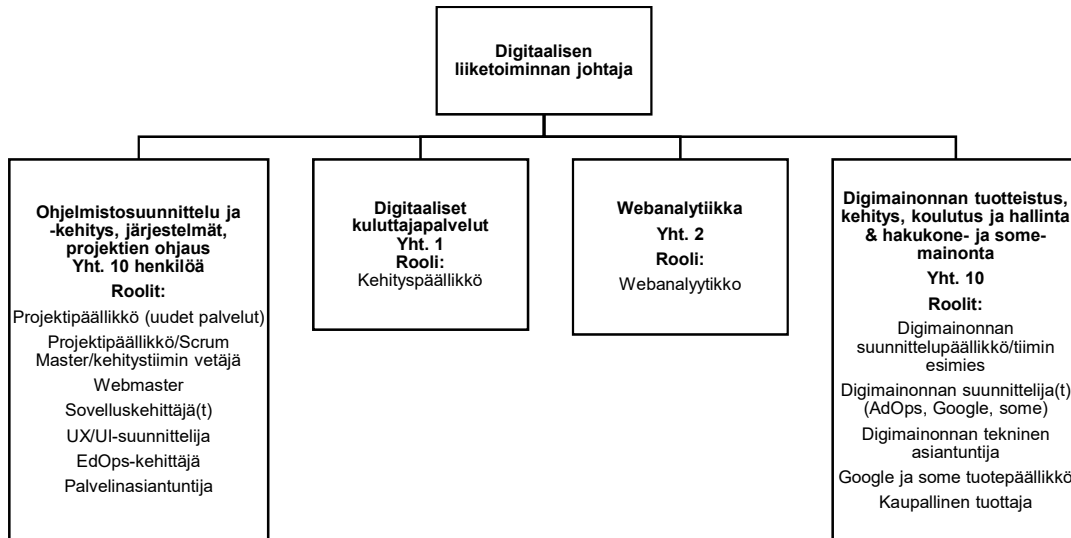 Digitaalisen
liiketoiminnan johtaja
Ohjelmistosuunnittelu ja
-kehitys, järjestelmät,
projektien ohjaus
Yht. 10 henkilöä
Roolit:
Projektipäällikkö (uudet palvelut)
Projektipäällikkö/Scrum
Master/kehitystiimin vetäjä
Webmaster
Sovelluskehittäjä(t)
UX/UI-suunnittelija
EdOps-kehittäjä
Palvelinasiantuntija
Digitaaliset
kuluttajapalvelut
Yht. 1
Rooli:
Kehityspäällikkö
Webanalytiikka
Yht. 2
Rooli:
Webanalyytikko
Digimainonnan tuotteistus,
kehitys, koulutus ja hallinta
& hakukone- ja some-
mainonta
Yht. 10
Roolit:
Digimainonnan
suunnittelupäällikkö/tiimin
esimies
Digimainonnan suunnittelija(t)
(AdOps, Google, some)
Digimainonnan tekninen
asiantuntija
Google ja some tuotepäällikkö
Kaupallinen tuottaja